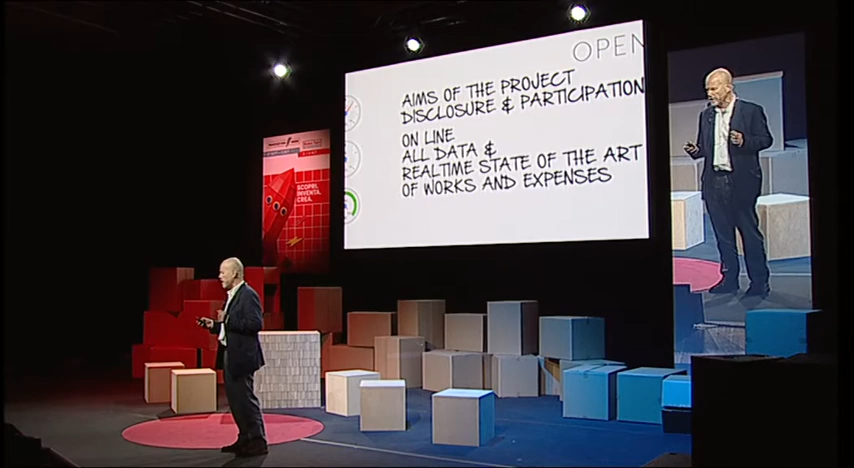 OPEN
AIMS OF THE PROJECT
DISCLOSURE & PARTICIPATION
ON LINE
ALL DATA &
REALTIME STATE OF THE ART
OF WORKS AND EXPENSES
SCOPRI.
INVENTA.
CREA.